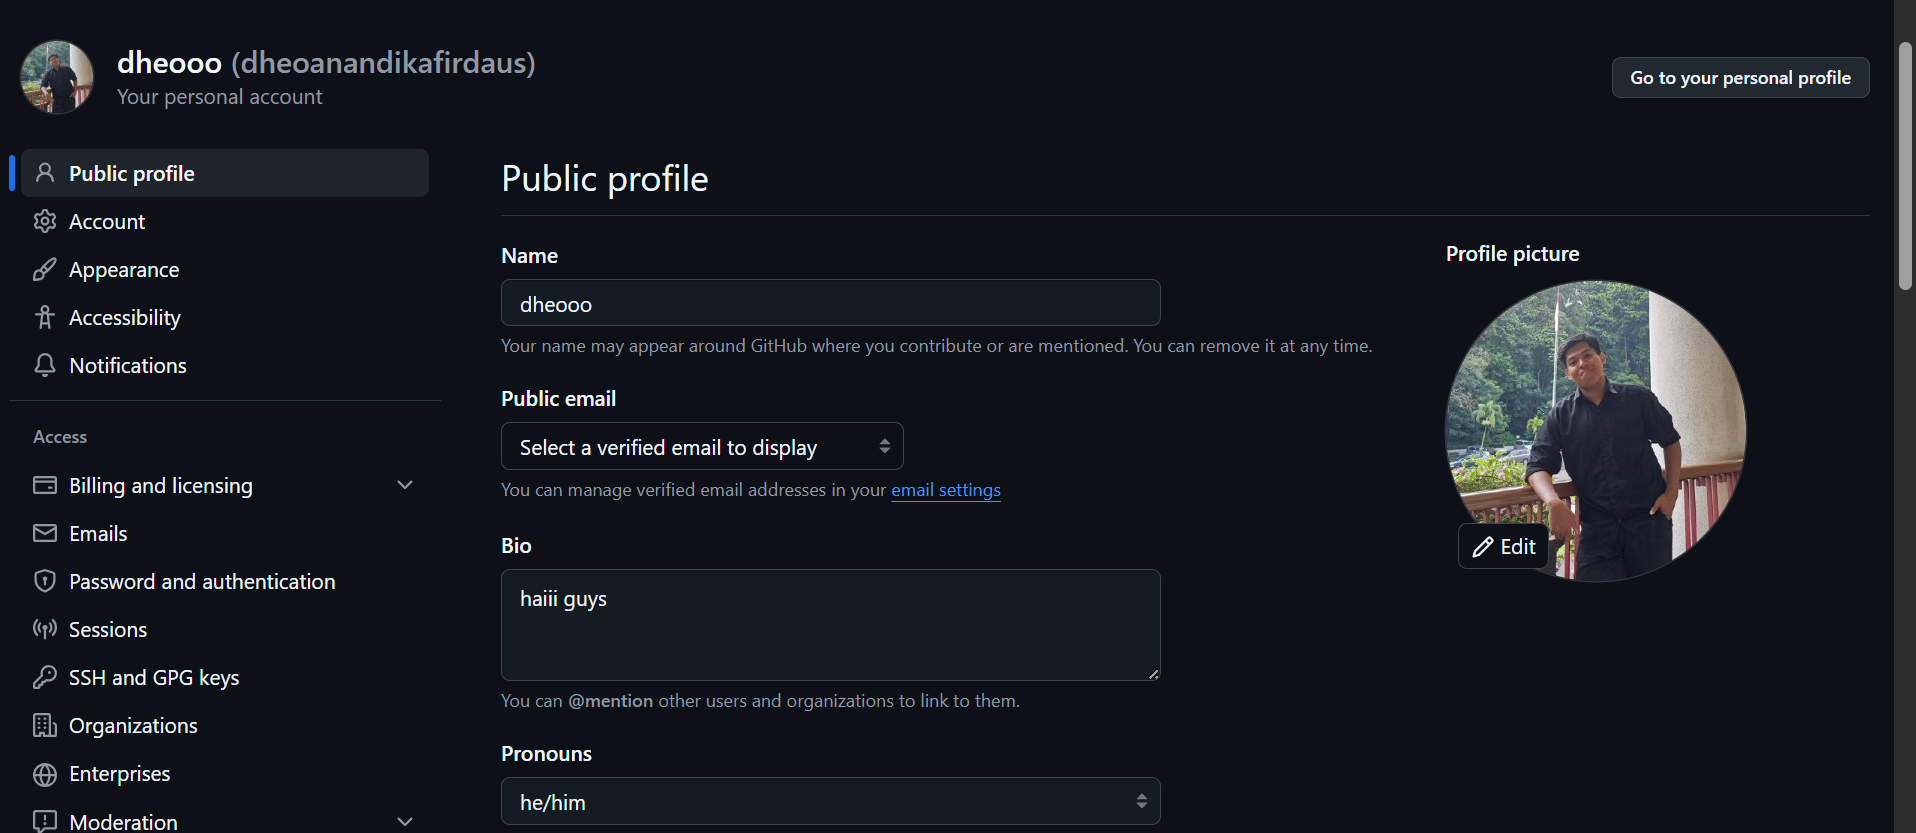 dheooo (dheoanandikafirdaus)
Your personal account
Go to your personal profile
Public profile
Account
Appearance
Accessibility
Notifications
Access
Billing and licensing
Emails
Password and authentication
Sessions
SSH and GPG keys
Organizations
Enterprises
Moderation
Public profile
Name
dheooo
Your name may appear around GitHub where you contribute or are mentioned. You can remove it at any time.
Public email
Select a verified email to display
You can manage verified email addresses in your email settings
Bio
haiii guys
You can @mention other users and organizations to link to them.
Pronouns
he/him
Profile picture
Edit